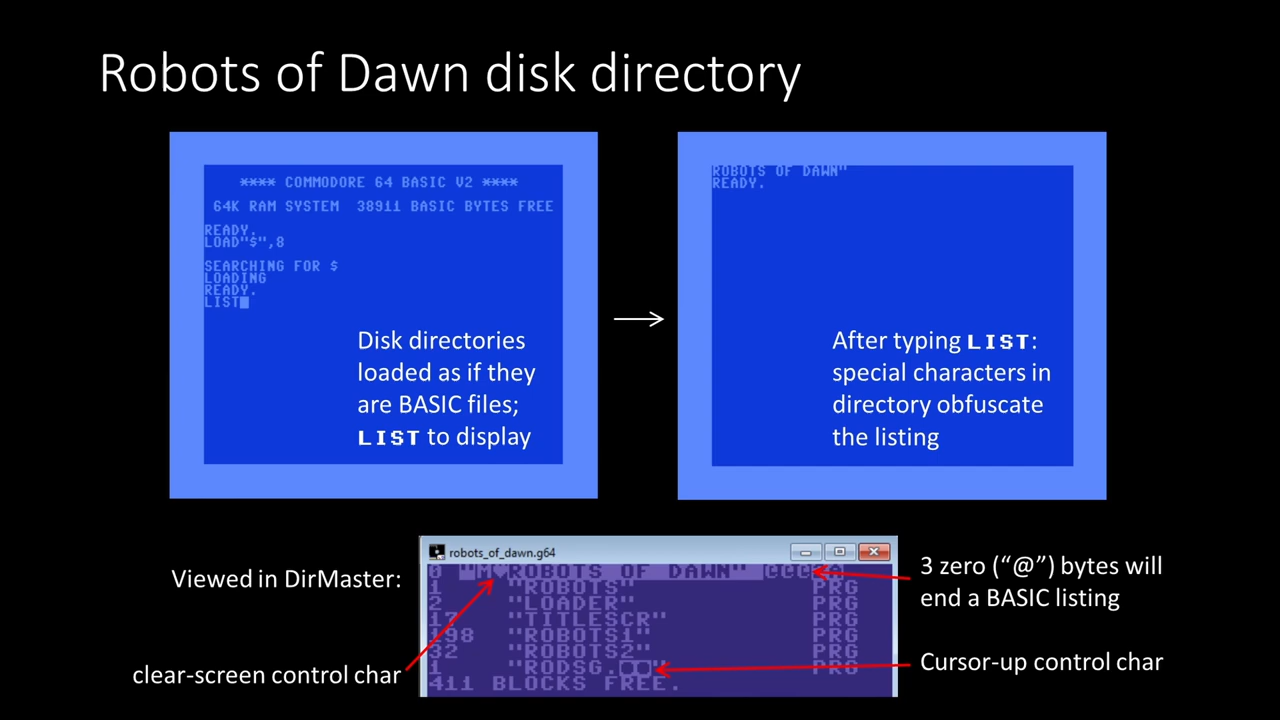 Robots of Dawn disk directory
**** COMMODORE 64 BASIC V2 ****
64K RAM SYSTEM  38911 BASIC BYTES FREE
READY.
LOAD"$",8
SEARCHING FOR $
LOADING
READY.
LIST
Disk directories
loaded as if they
are BASIC files;
LIST to display
ROBOTS OF DAWN"
READY.
After typing LIST:
special characters in
directory obfuscate
the listing
Viewed in DirMaster:
clear-screen control char
robots_of_dawn.g64
0 "M♥ROBOTS OF DAWN" @@@
1 "ROBOTS" PRG
2 "LOADER" PRG
17 "TITLESCR" PRG
198 "ROBOTS1" PRG
32 "ROBOTS2" PRG
1 "RODSG. " PRG
411 BLOCKS FREE.
3 zero (“@”) bytes will
end a BASIC listing
Cursor-up control char